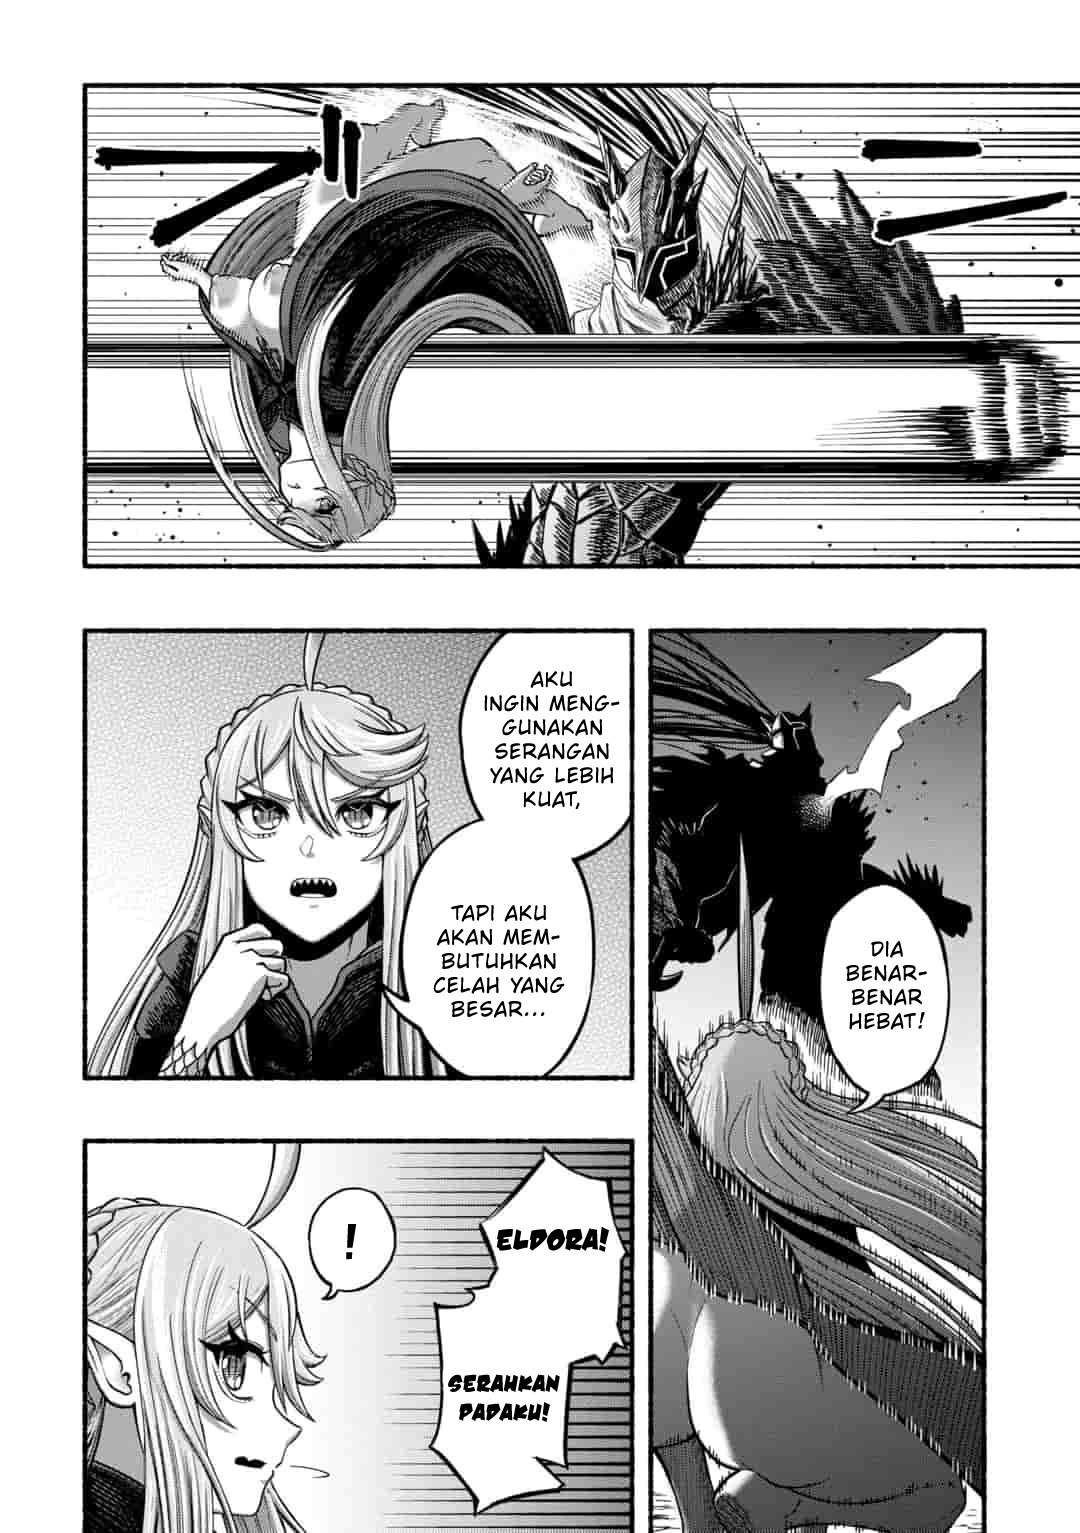 DIA
BENAR-
BENAR
HEBAT!
AKU
INGIN MENG-
GUNAKAN
SERANGAN
YANG LEBIH
KUAT,
TAPI AKU
AKAN MEM-
BUTUHKAN
CELAH YANG
BESAR...
ELDORA!
SERAHKAN
PADAKU!
!